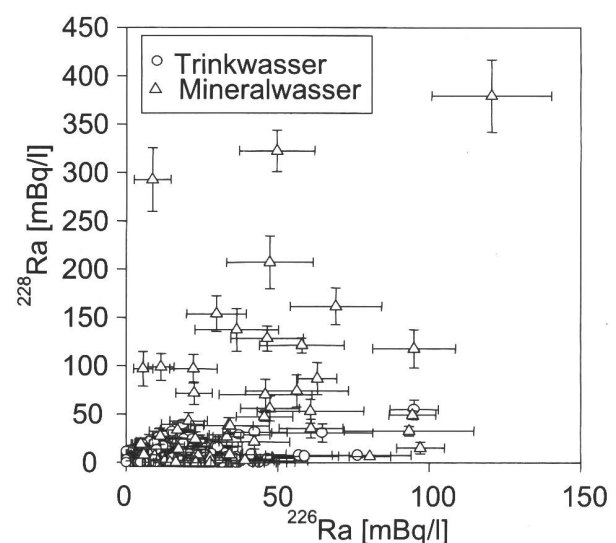 450
400
350
300
250
200
150
100
50
0
²²⁸Ra [mBq/l]
Trinkwasser
Mineralwasser
0 50 100 150
²²⁶Ra [mBq/l]